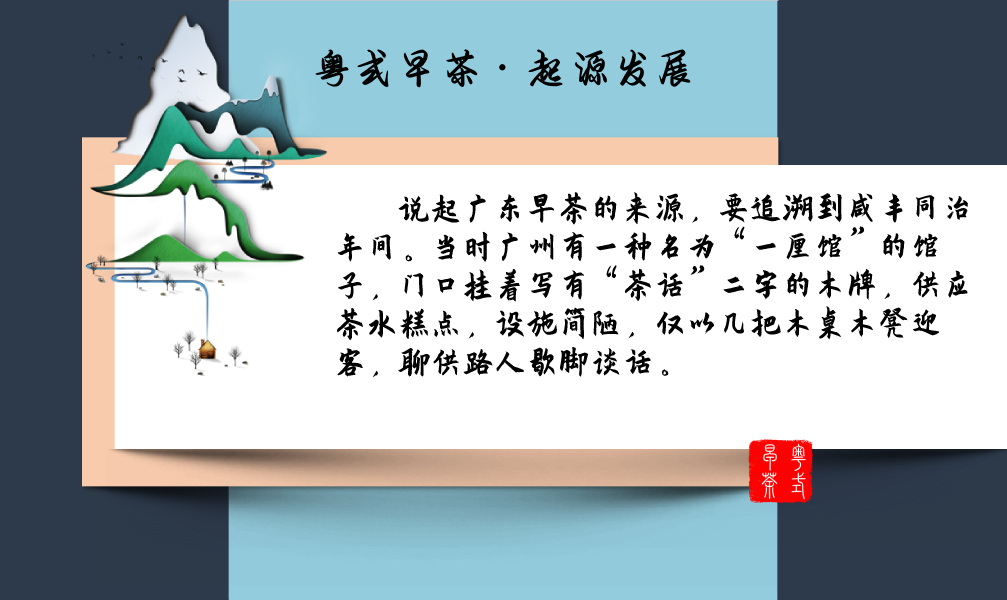 粤式早茶·起源发展
说起广东早茶的来源，要追溯到咸丰同治
年间。当时广州有一种名为“一厘馆”的馆
子，门口挂着写有“茶话”二字的木牌，供应
茶水糕点，设施简陋，仅以几把木桌木凳迎
客，聊供路人歇脚谈话。
粤式
早茶